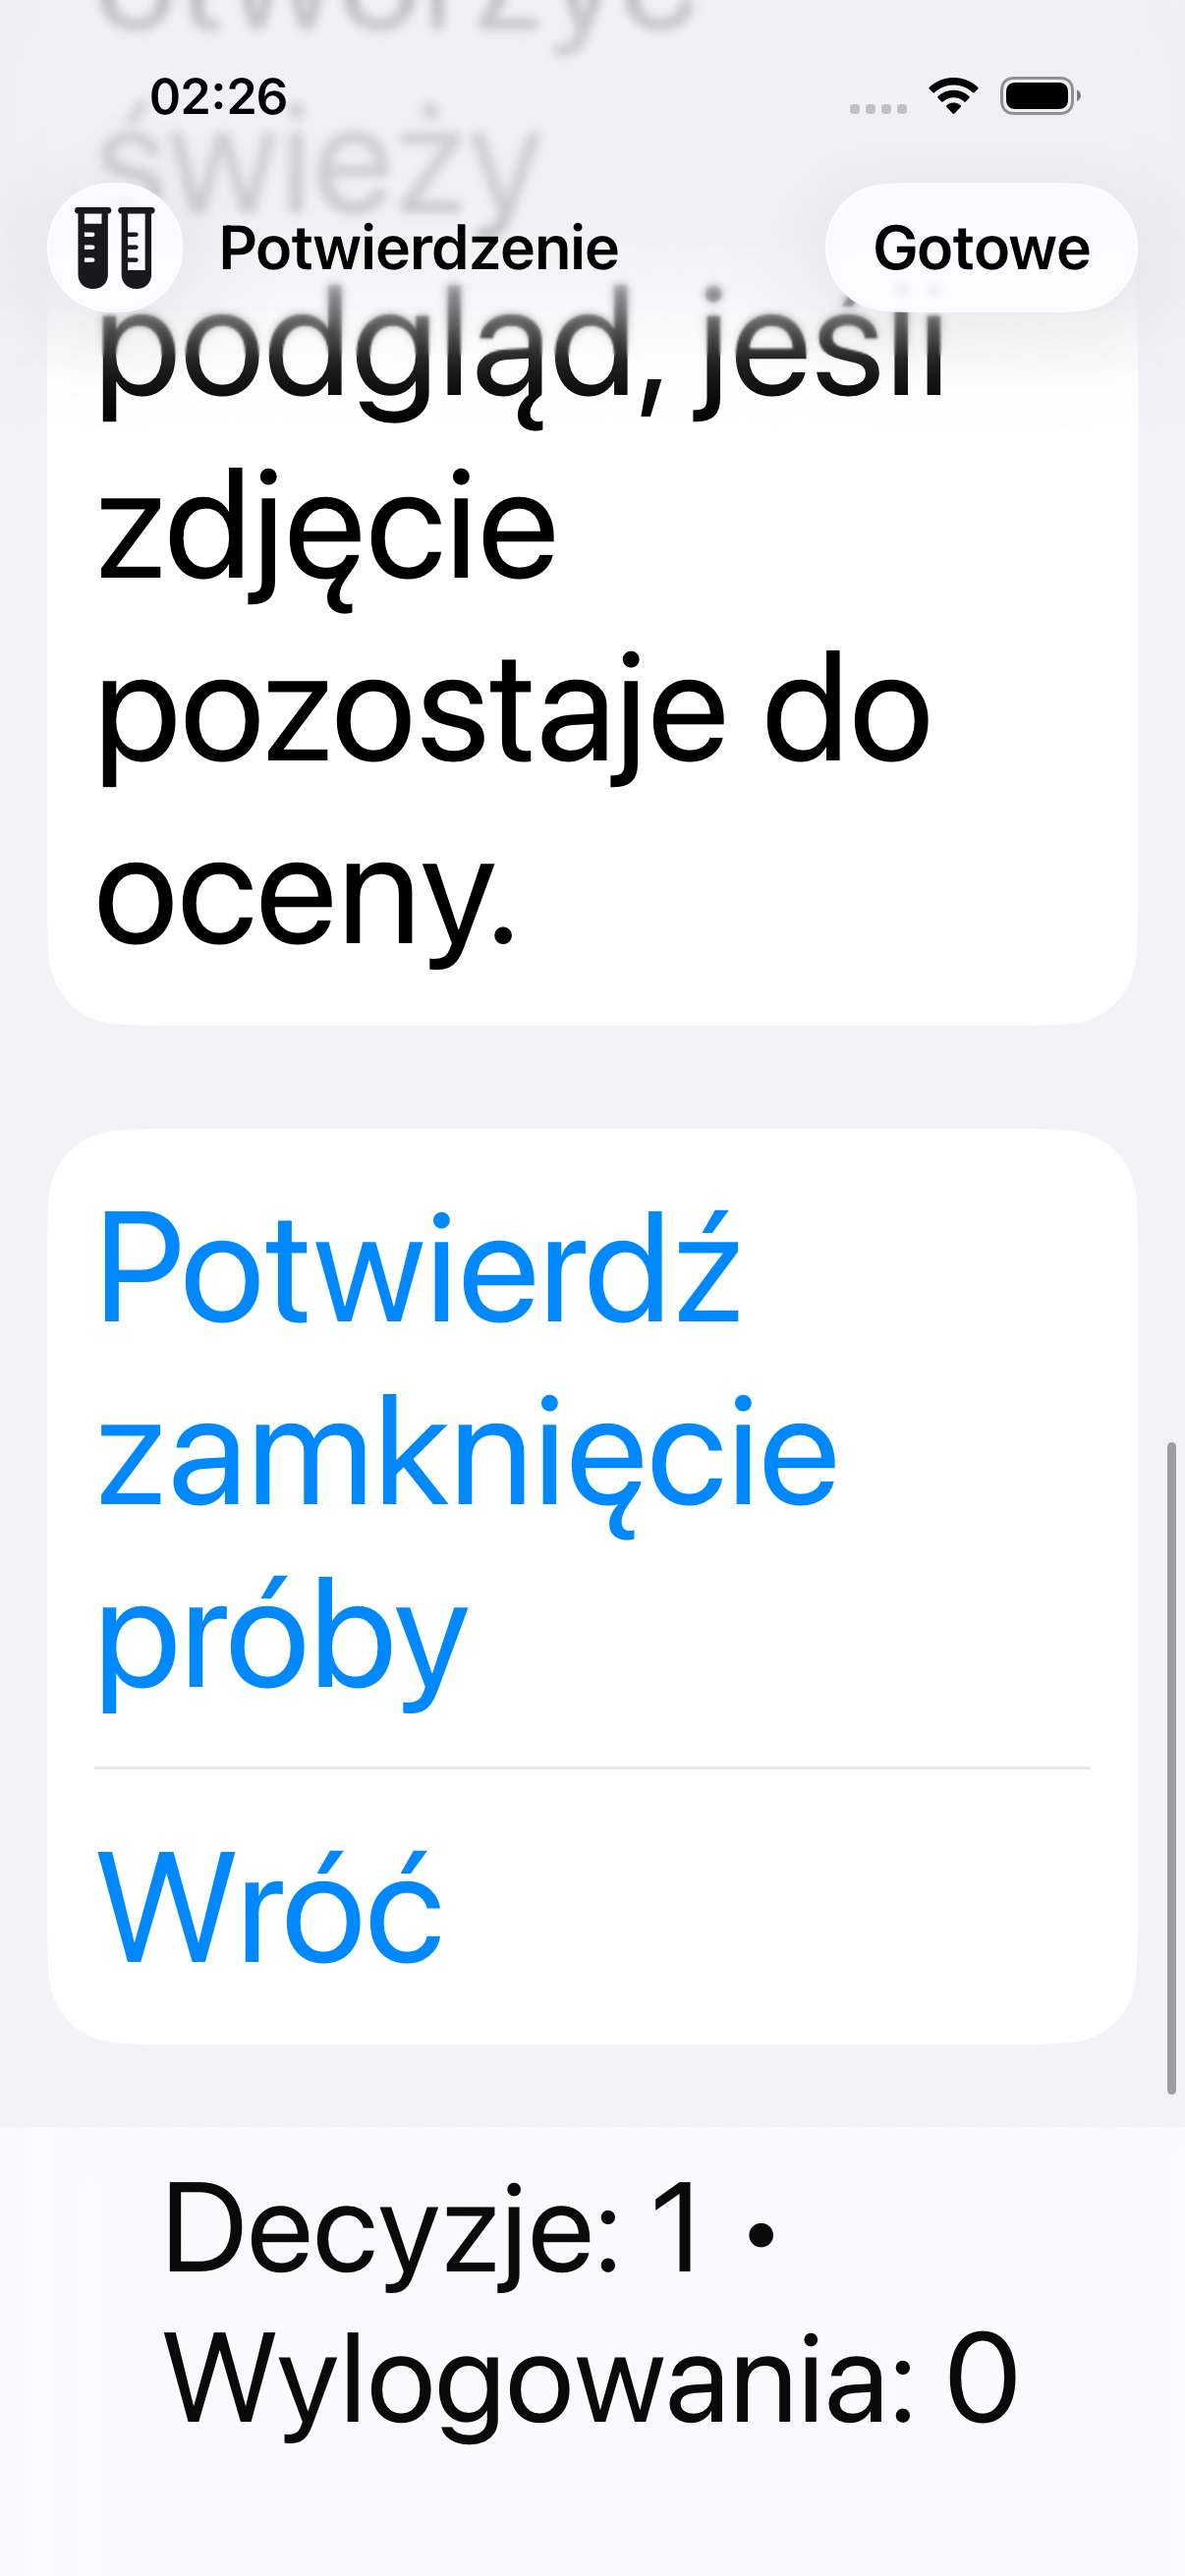 02:26
świeży
Potwierdzenie
Gotowe
podgląd, jeśli
zdjęcie
pozostaje do
oceny.
Potwierdź
zamknięcie
próby
Wróć
Decyzje: 1 •
Wylogowania: 0